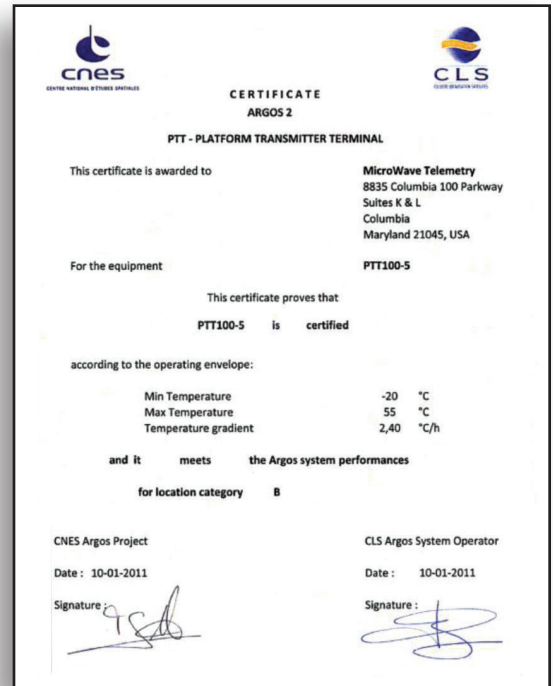 cnes
CENTRE NATIONAL D'ÉTUDES SPATIALES
CLS
CERTIFICATE
ARGOS 2
PTT - PLATFORM TRANSMITTER TERMINAL
This certificate is awarded to MicroWave Telemetry
8835 Columbia 100 Parkway
Suites K & L
Columbia
Maryland 21045, USA
For the equipment PTT100-5
This certificate proves that
PTT100-5 is certified
according to the operating envelope:
Min Temperature -20 °C
Max Temperature 55 °C
Temperature gradient 2,40 °C/h
and it meets the Argos system performances
for location category B
CNES Argos Project CLS Argos System Operator
Date : 10-01-2011 Date : 10-01-2011
Signature : Signature :